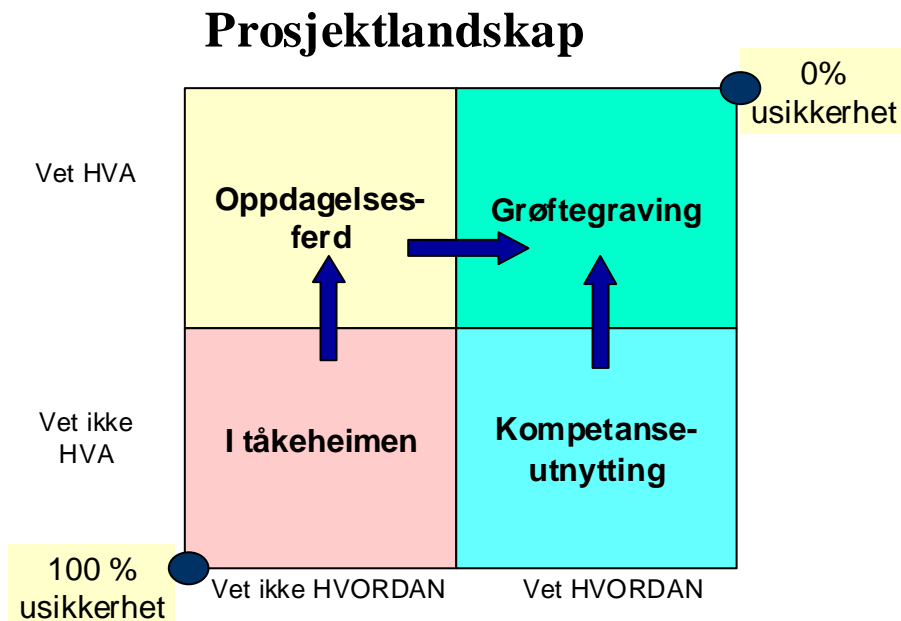 Prosjektlandskap
0%
usikkerhet
Vet HVA
Oppdagelses-
ferd
Grøftegraving
Vet ikke
HVA
I tåkeheimen
Kompetanse-
utnytting
100 %
usikkerhet
Vet ikke HVORDAN
Vet HVORDAN